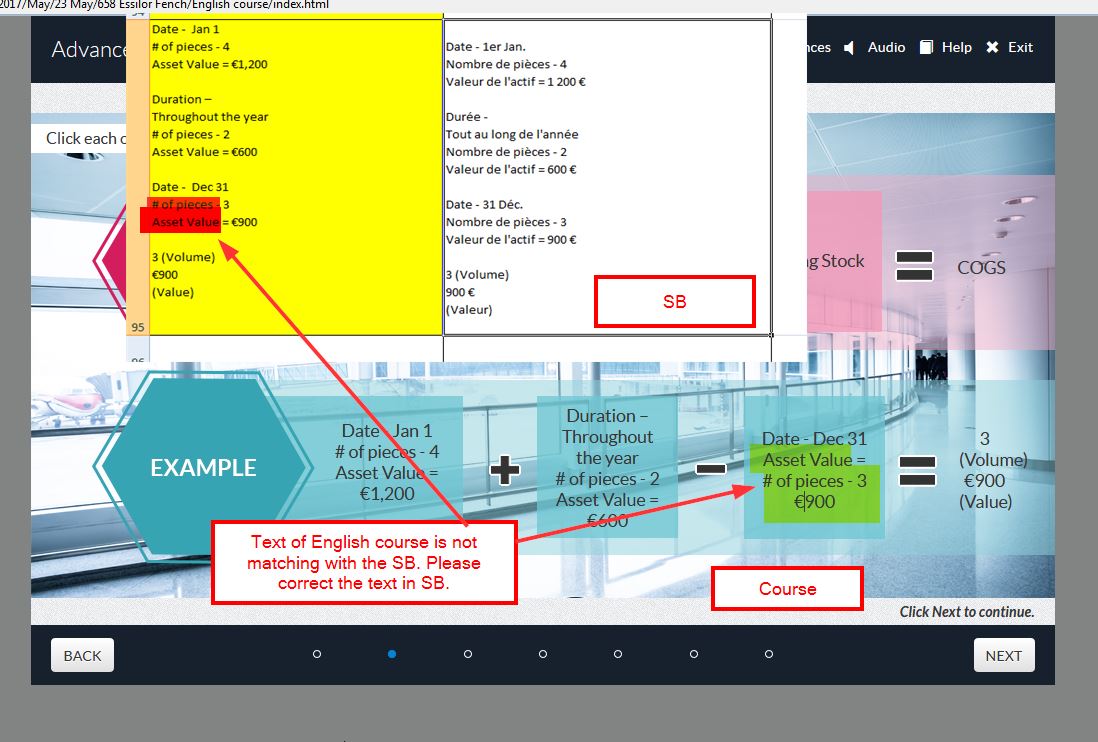 2017/May/23 May/658 Essilor Fench/English course/index.html
Advance
Audio
Help
Exit
Click each
Date -  Jan 1
# of pieces - 4
Asset Value = €1,200
Duration –
Throughout the year
# of pieces - 2
Asset Value = €600
Date -  Dec 31
# of pieces - 3
Asset Value = €900
3 (Volume)
€900
(Value)
95
Date - 1er Jan.
Nombre de pièces - 4
Valeur de l'actif = 1 200 €
Durée -
Tout au long de l'année
Nombre de pièces - 2
Valeur de l'actif = 600 €
Date - 31 Déc.
Nombre de pièces - 3
Valeur de l'actif = 900 €
3 (Volume)
900 €
(Valeur)
SB
g Stock
COGS
EXAMPLE
Date - Jan 1
# of pieces - 4
Asset Value =
€1,200
Duration –
Throughout
the year
# of pieces - 2
Asset Value =
€600
Date - Dec 31
Asset Value =
# of pieces - 3
€900
3
(Volume)
€900
(Value)
Text of English course is not
matching with the SB. Please
correct the text in SB.
Course
Click Next to continue.
BACK
NEXT